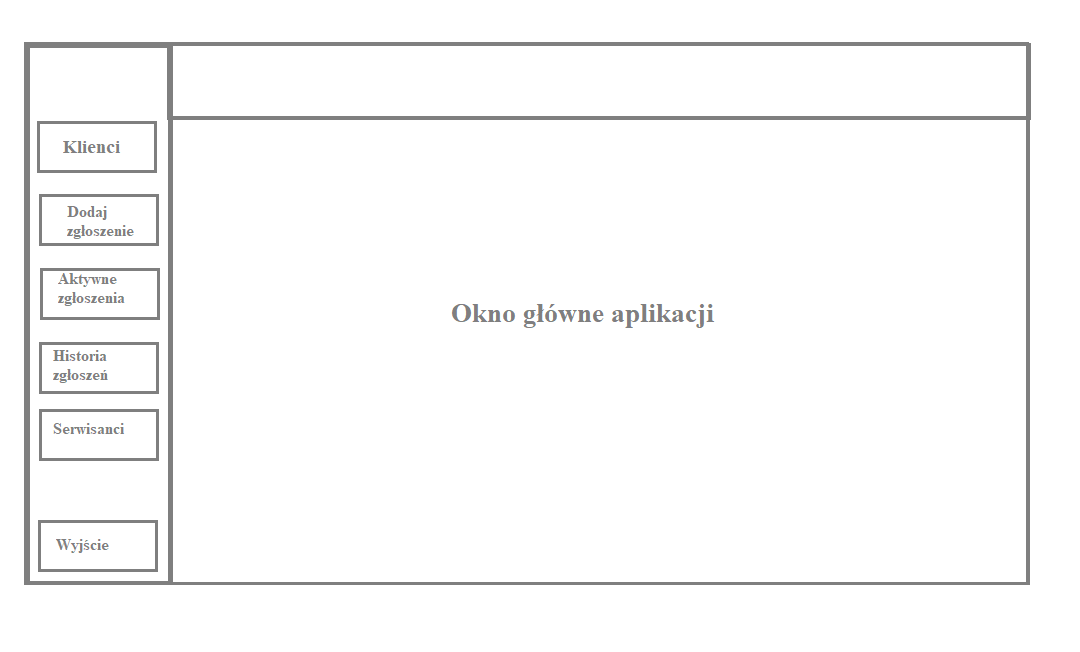 Klienci
Dodaj
zgłoszenie
Aktywne
zgłoszenia
Historia
zgłoszeń
Serwisanci
Wyjście
Okno główne aplikacji